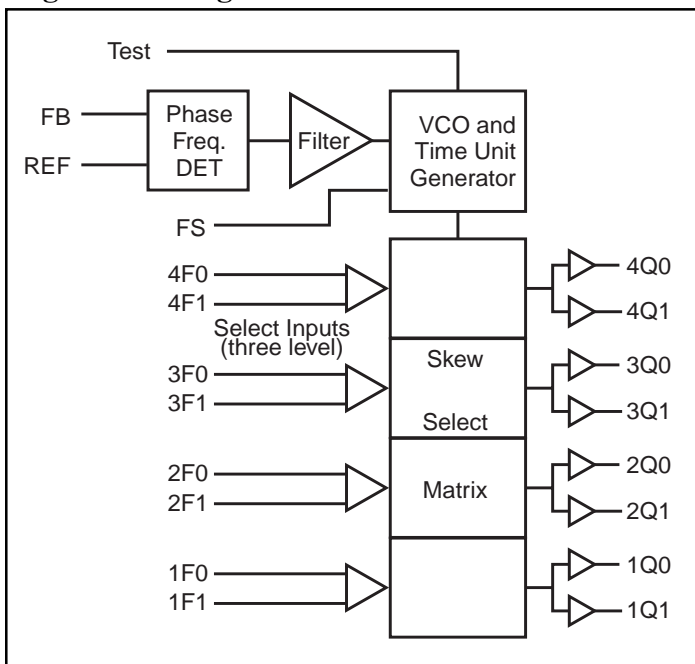 Test
FB
REF
Phase
Freq.
DET
Filter
VCO and
Time Unit
Generator
FS
4F0
4F1
Select Inputs
(three level)
3F0
3F1
2F0
2F1
1F0
1F1
Skew
Select
Matrix
4Q0
4Q1
3Q0
3Q1
2Q0
2Q1
1Q0
1Q1